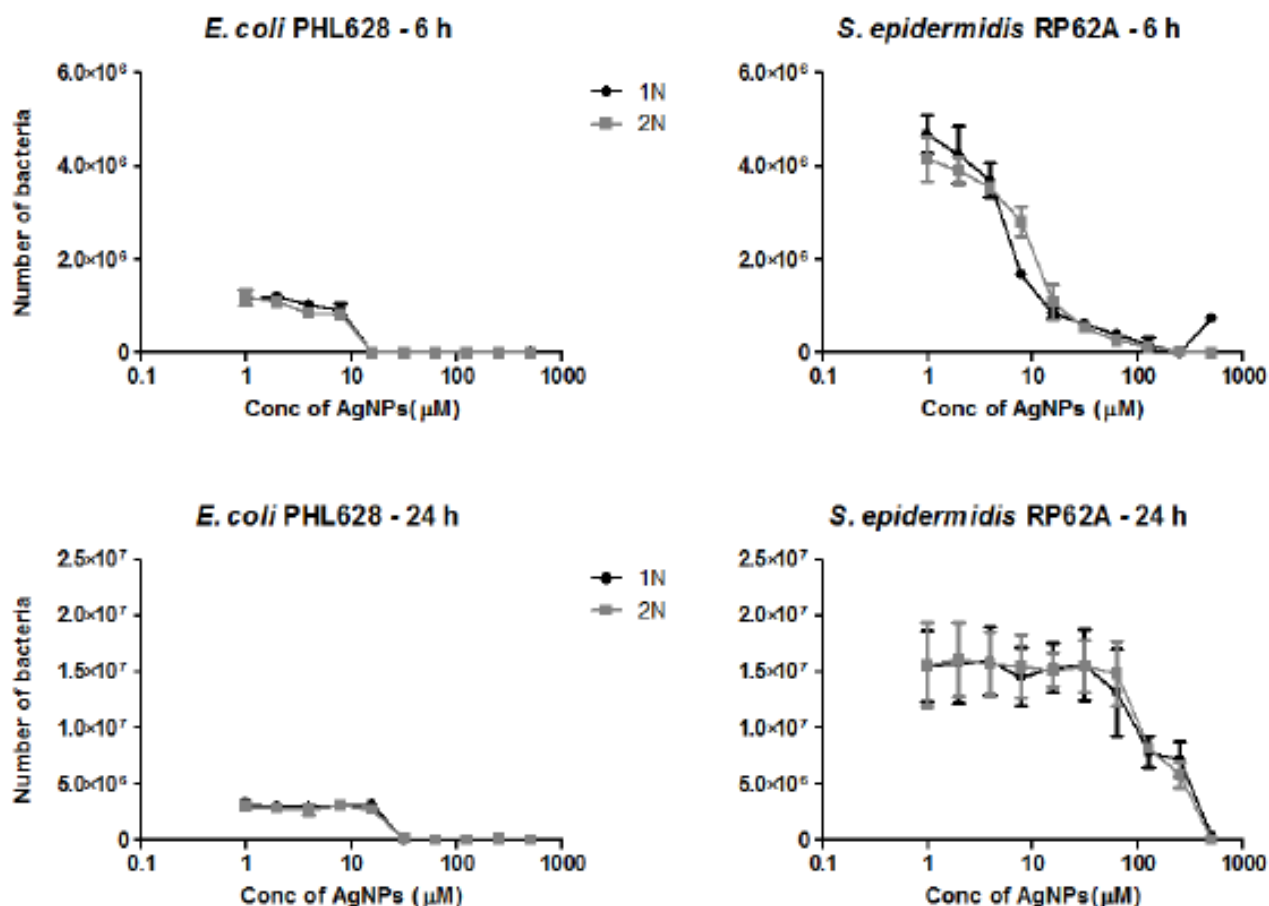 E. coli PHL628 - 6 h
6.0×10⁶
4.0×10⁶
2.0×10⁶
0
0.1 1 10 100 1000
Number of bacteria
Conc of AgNPs(μM)
1N
2N
S. epidermidis RP62A - 6 h
6.0×10⁶
4.0×10⁶
2.0×10⁶
0
0.1 1 10 100 1000
Conc of AgNPs (μM)
E. coli PHL628 - 24 h
2.5×10⁷
2.0×10⁷
1.5×10⁷
1.0×10⁷
5.0×10⁶
0
0.1 1 10 100 1000
Number of bacteria
Conc of AgNPs (μM)
1N
2N
S. epidermidis RP62A - 24 h
2.5×10⁷
2.0×10⁷
1.5×10⁷
1.0×10⁷
5.0×10⁶
0
0.1 1 10 100 1000
Conc of AgNPs(μM)